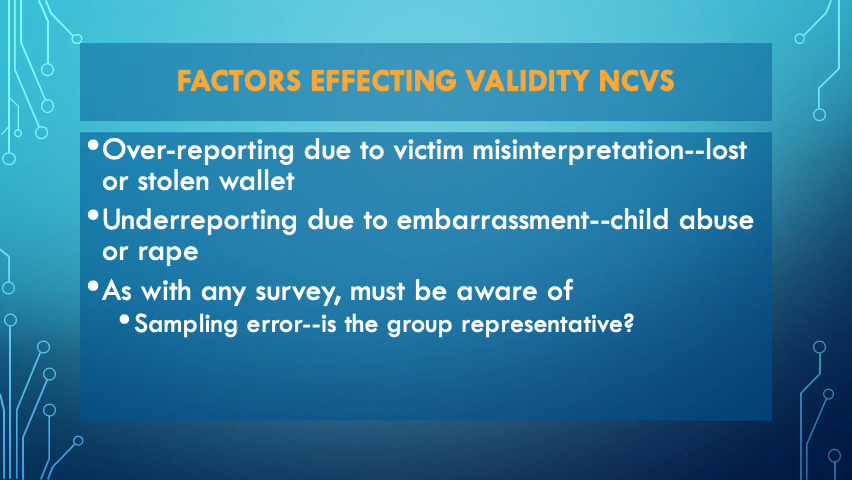 FACTORS EFFECTING VALIDITY NCVS
•Over-reporting due to victim misinterpretation--lost
or stolen wallet
•Underreporting due to embarrassment--child abuse
or rape
•As with any survey, must be aware of
•Sampling error--is the group representative?